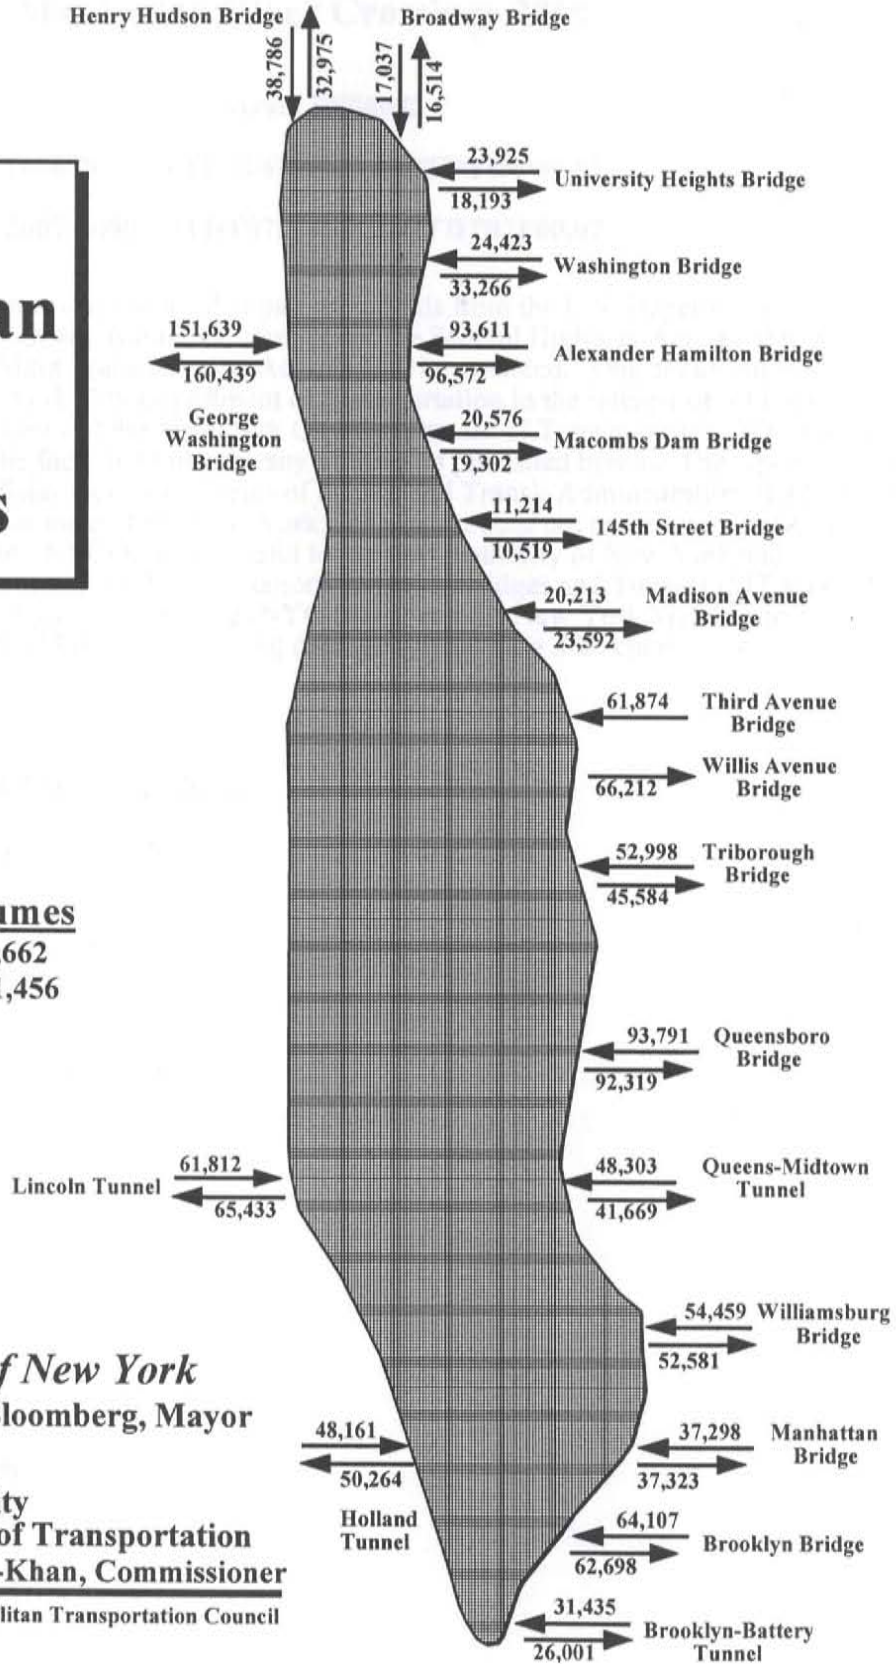 Henry Hudson Bridge
Broadway Bridge
38,786
32,975
17,037
16,514
23,925
University Heights Bridge
18,193
24,423
Washington Bridge
33,266
an
151,639
93,611
Alexander Hamilton Bridge
160,439
96,572
George
Washington
Bridge
20,576
Macombs Dam Bridge
19,302
s
11,214
145th Street Bridge
10,519
20,213
Madison Avenue
Bridge
23,592
61,874
Third Avenue
Bridge
Willis Avenue
Bridge
66,212
52,998
Triborough
Bridge
45,584
umes
,662
1,456
93,791
Queensboro
Bridge
92,319
61,812
Lincoln Tunnel
65,433
48,303
Queens-Midtown
Tunnel
41,669
54,459
Williamsburg
Bridge
52,581
f New York
loomberg, Mayor
48,161
50,264
Holland
Tunnel
37,298
Manhattan
Bridge
37,323
ty
of Transportation
-Khan, Commissioner
litan Transportation Council
64,107
Brooklyn Bridge
62,698
31,435
Brooklyn-Battery
Tunnel
26,001